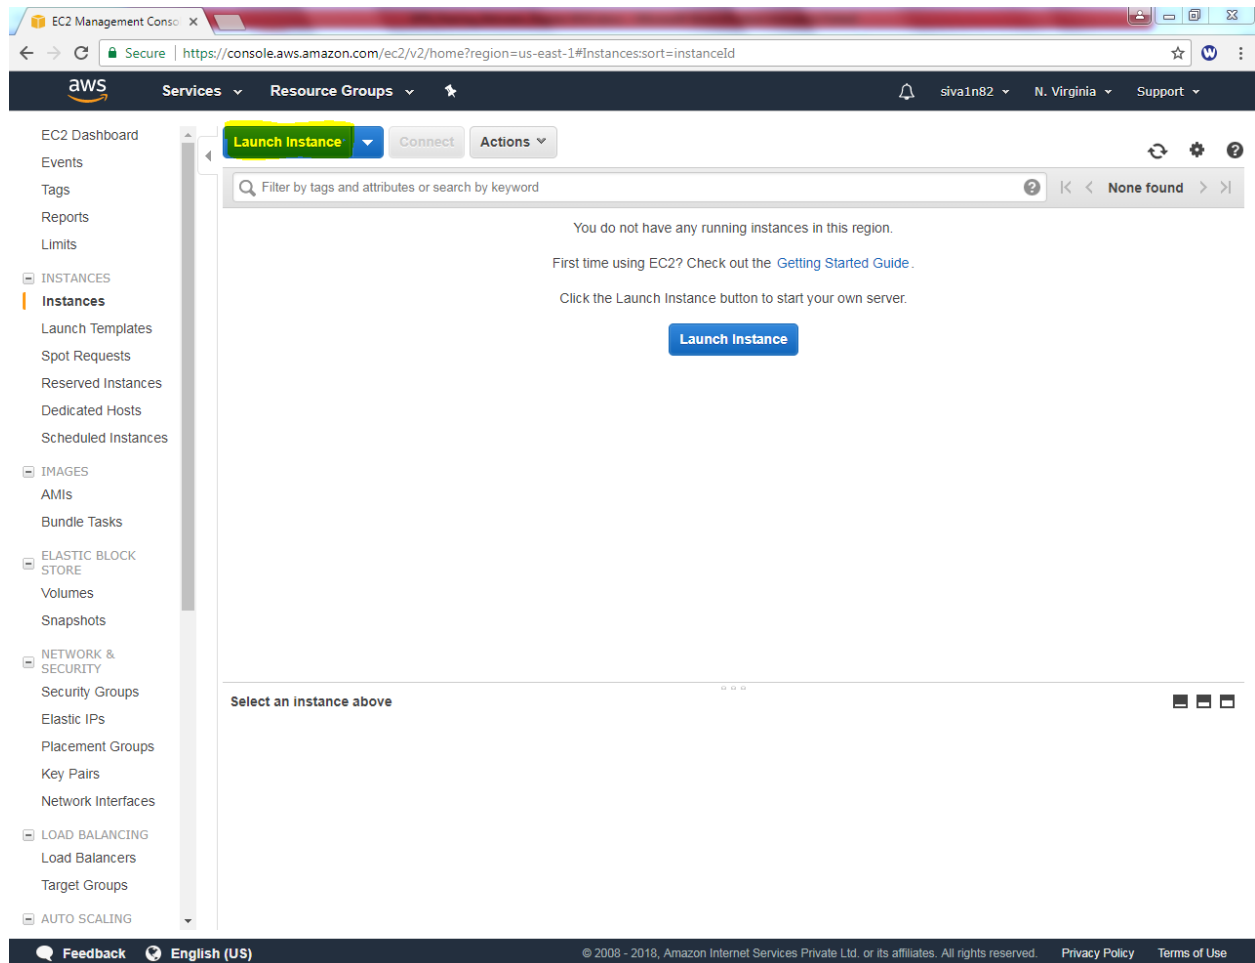 EC2 Management Conso
Secure https://console.aws.amazon.com/ec2/v2/home?region=us-east-1#Instances:sort=instanceId
aws Services Resource Groups siva1n82 N. Virginia Support
EC2 Dashboard
Events
Tags
Reports
Limits
INSTANCES
Instances
Launch Templates
Spot Requests
Reserved Instances
Dedicated Hosts
Scheduled Instances
IMAGES
AMIs
Bundle Tasks
ELASTIC BLOCK
STORE
Volumes
Snapshots
NETWORK &
SECURITY
Security Groups
Elastic IPs
Placement Groups
Key Pairs
Network Interfaces
LOAD BALANCING
Load Balancers
Target Groups
AUTO SCALING
Launch Instance Connect Actions
Filter by tags and attributes or search by keyword None found
You do not have any running instances in this region.
First time using EC2? Check out the Getting Started Guide.
Click the Launch Instance button to start your own server.
Launch Instance
Select an instance above
Feedback English (US) © 2008 - 2018, Amazon Internet Services Private Ltd. or its affiliates. All rights reserved. Privacy Policy Terms of Use